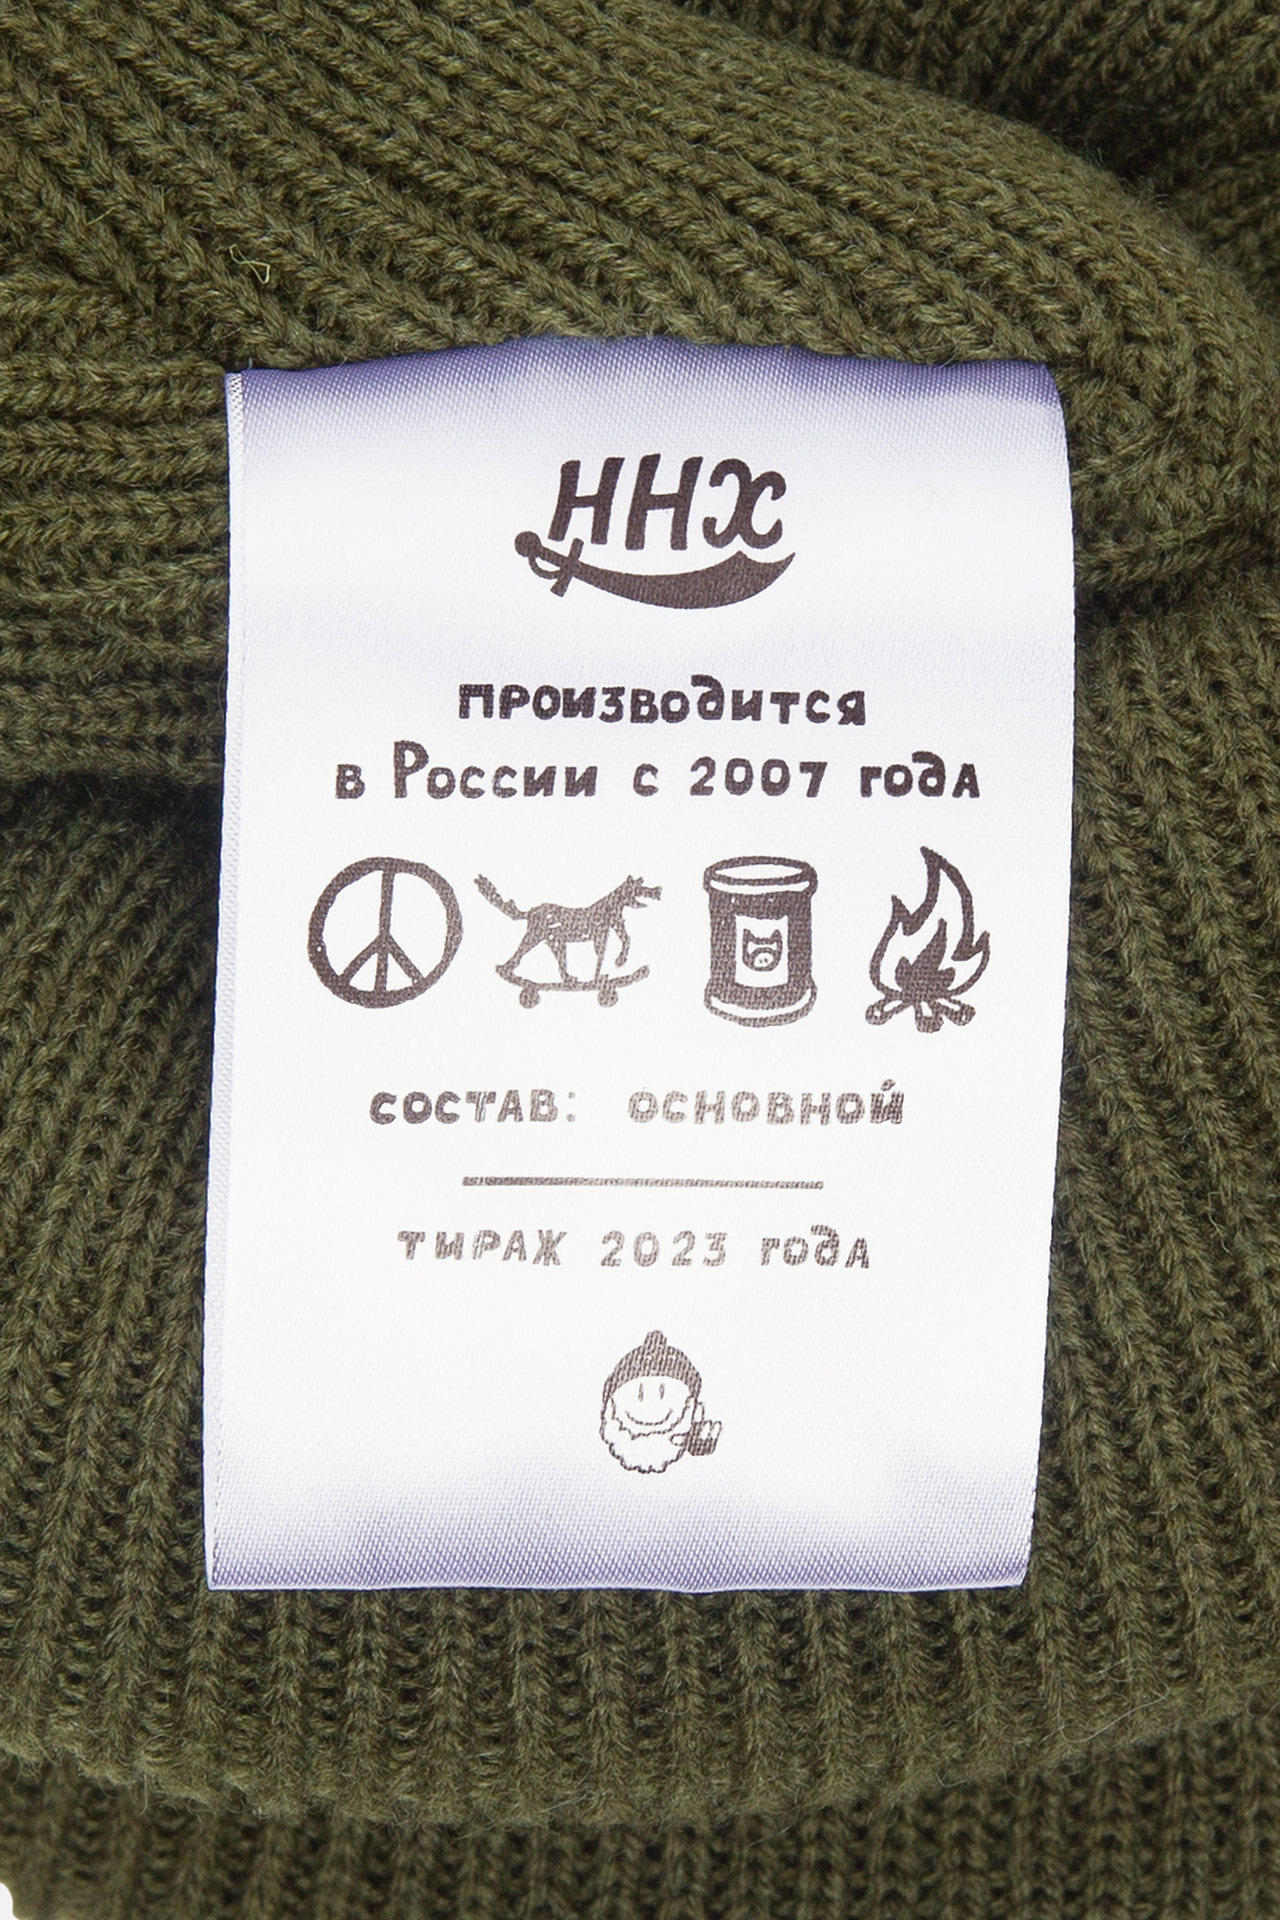 ННХ
производится
в России с 2007 года
состав: основной
тираж 2023 года